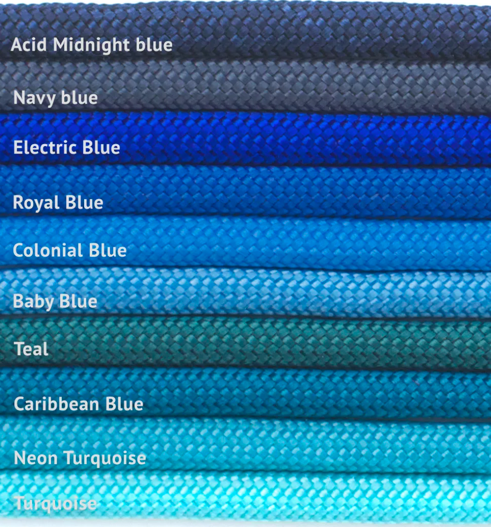 Acid Midnight blue
Navy blue
Electric Blue
Royal Blue
Colonial Blue
Baby Blue
Teal
Caribbean Blue
Neon Turquoise
Turquoise